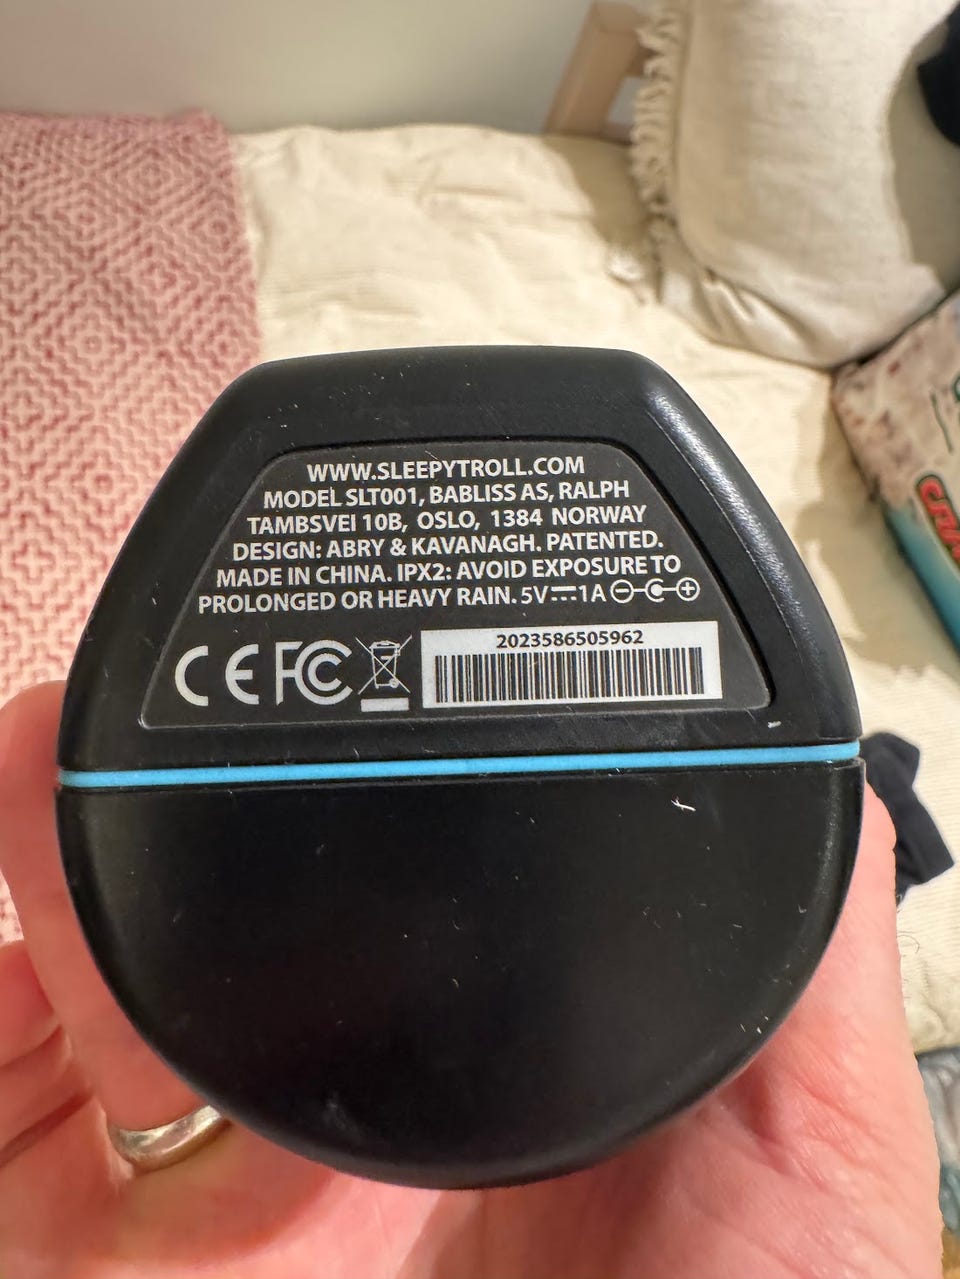 WWW.SLEEPYTROLL.COM
MODEL SLT001, BABLISS AS, RALPH
TAMBSVEI 10B, OSLO, 1384 NORWAY
DESIGN: ABRY & KAVANAGH. PATENTED.
MADE IN CHINA. IPX2: AVOID EXPOSURE TO
PROLONGED OR HEAVY RAIN. 5V⎓1A
CE FC
2023586505962